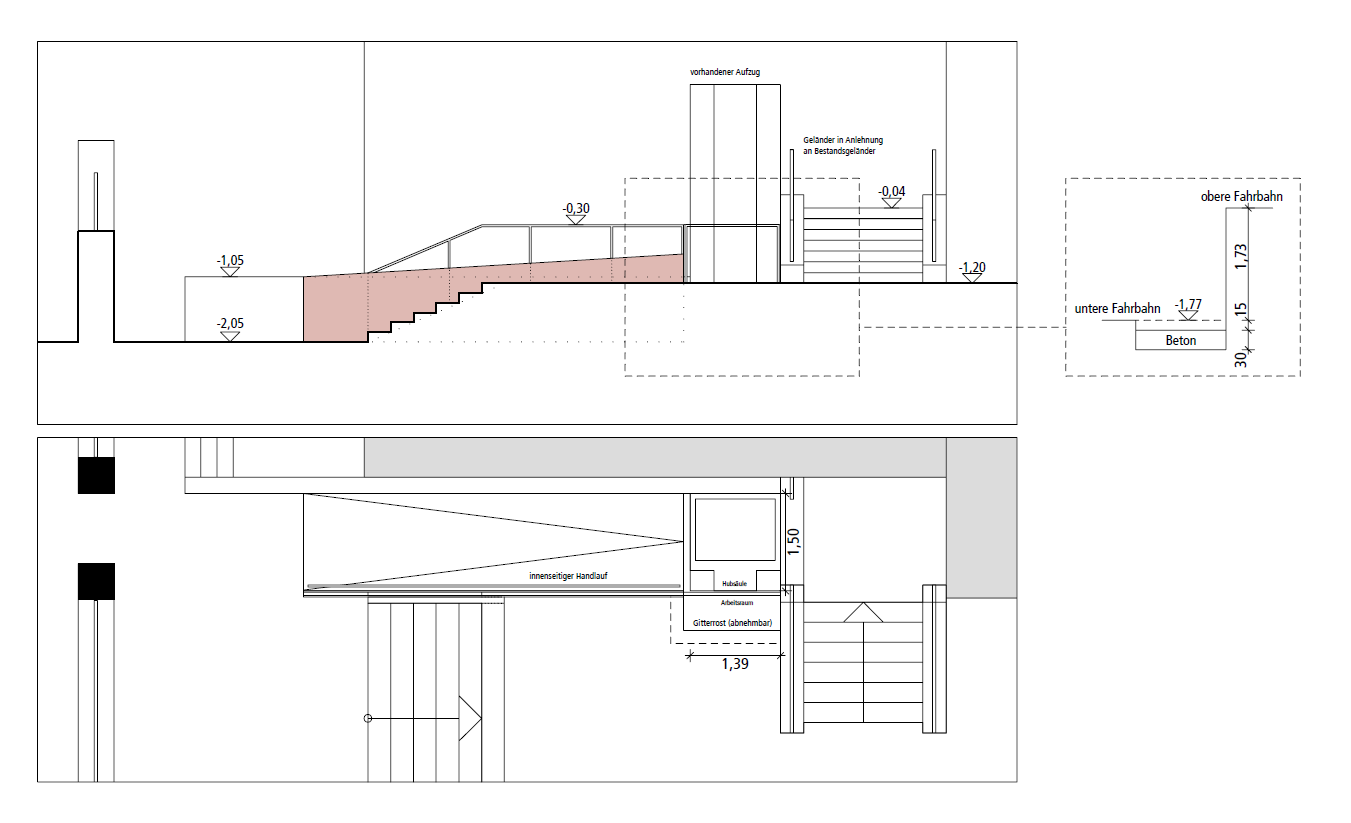 vorhandener Aufzug
Geländer in Anlehnung
an Bestandsgeländer
-0,04
-0,30
-1,05
-1,20
-2,05
obere Fahrbahn
1,73
untere Fahrbahn
-1,77
15
Beton
30
1,50
innenseitiger Handlauf
Hubsäule
Arbeitsraum
Gitterrost (abnehmbar)
1,39